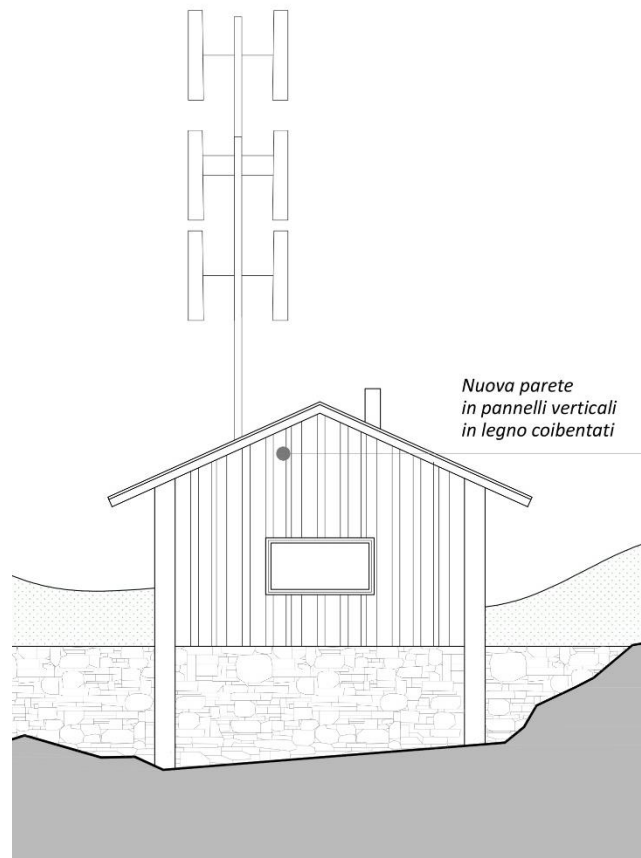 Nuova parete
in pannelli verticali
in legno coibentati